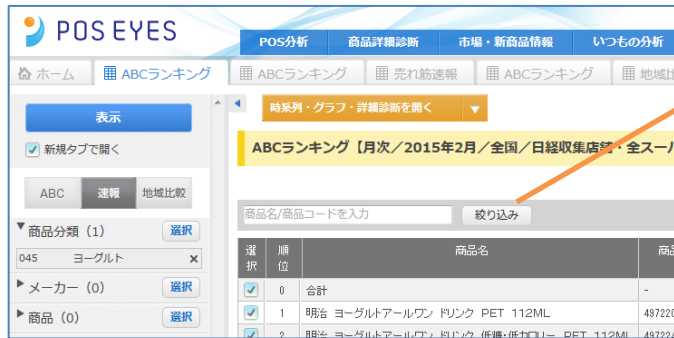 POS EYES
POS分析 商品詳細診断 市場・新商品情報 いつもの分析
ホーム ABCランキング ABCランキング 売れ筋速報 ABCランキング 地域比
表示
時系列・グラフ・詳細診断を開く
新規タブで開く
ABCランキング【月次／2015年2月／全国／日経収集店舗・全スーパ
ABC 速報 地域比較
商品名/商品コードを入力 絞り込み
商品分類（1） 選択
045 ヨーグルト x
メーカー（0） 選択
商品（0） 選択
選択 順位 商品名 商品
0 合計 -
1 明治 ヨーグルトアールワン ドリンク PET 112ML 497220
2 明治 ヨーグルトアールワン ドリンク 低糖・低カロリー PET 112ML 49722